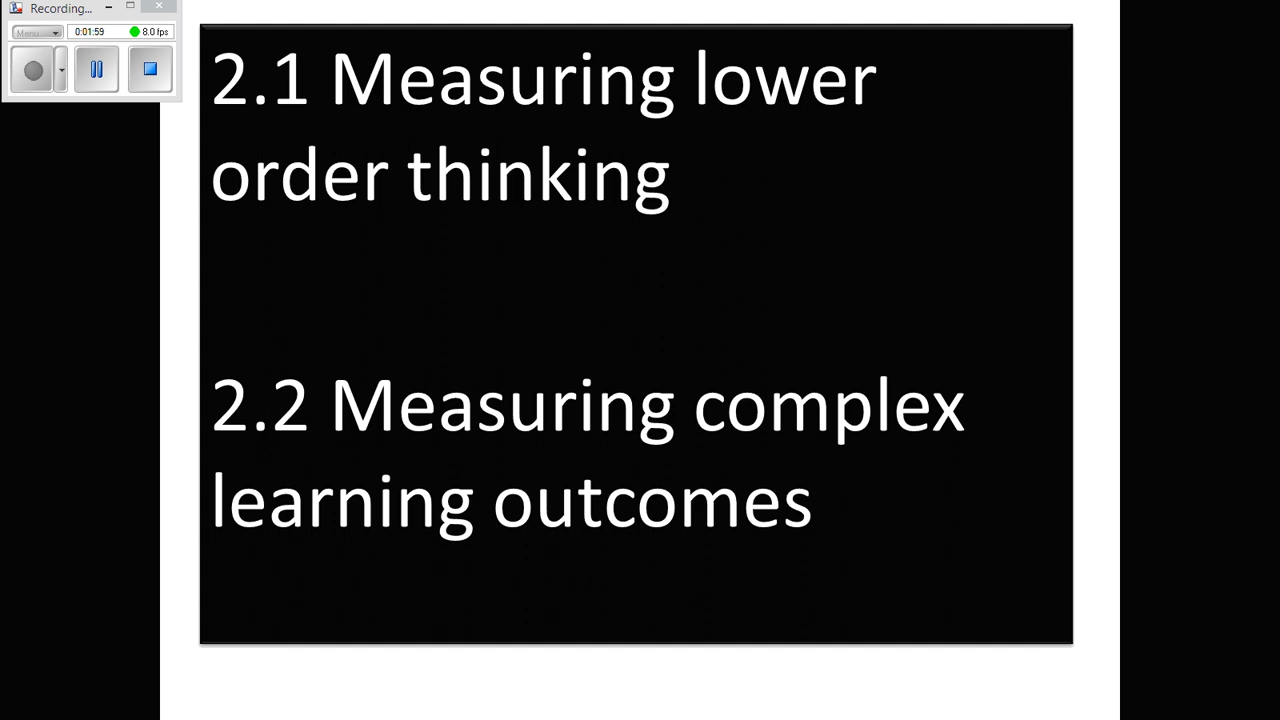 Recording...
Menu
0:01:59
8.0 fps
2.1 Measuring lower
order thinking
2.2 Measuring complex
learning outcomes